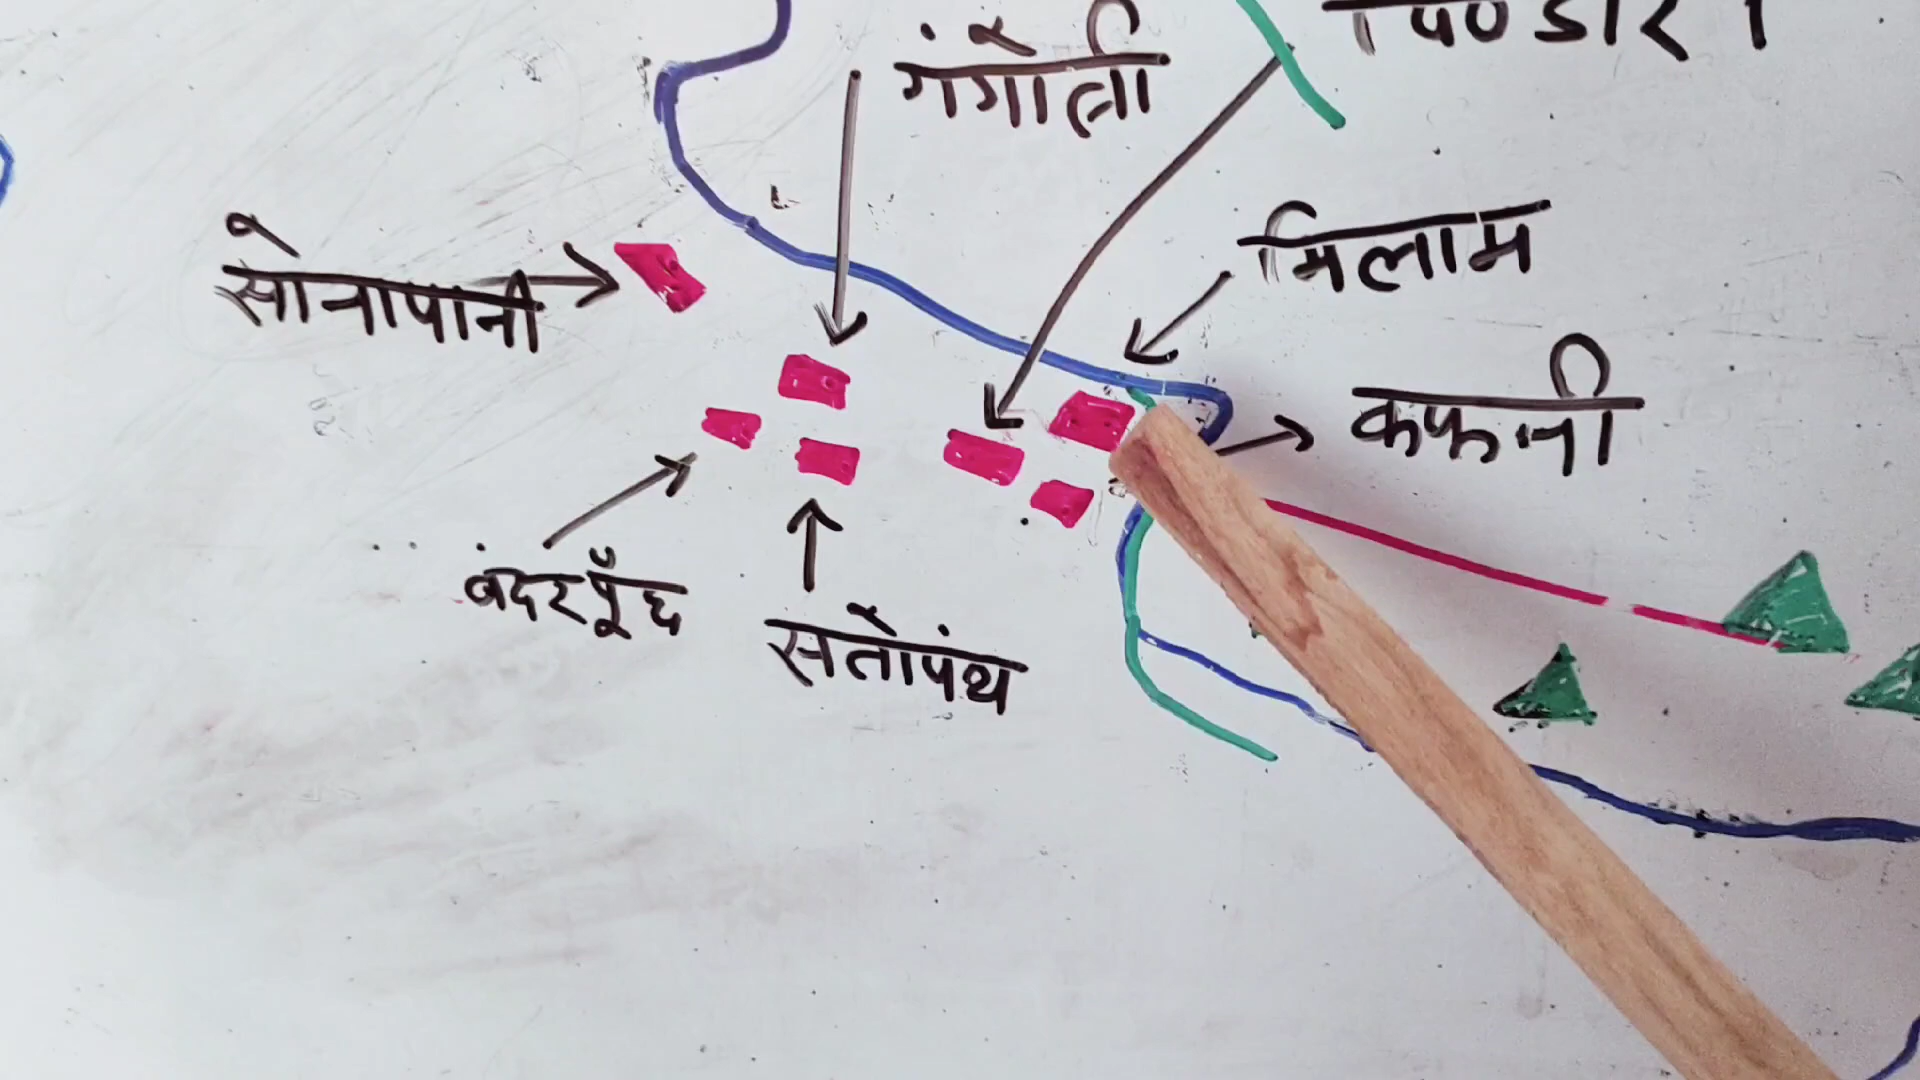 पिण्डारी
गंगोत्री
मिलाम
सोनापानी
कफनी
बंदरपूँछ
सतोपंथ